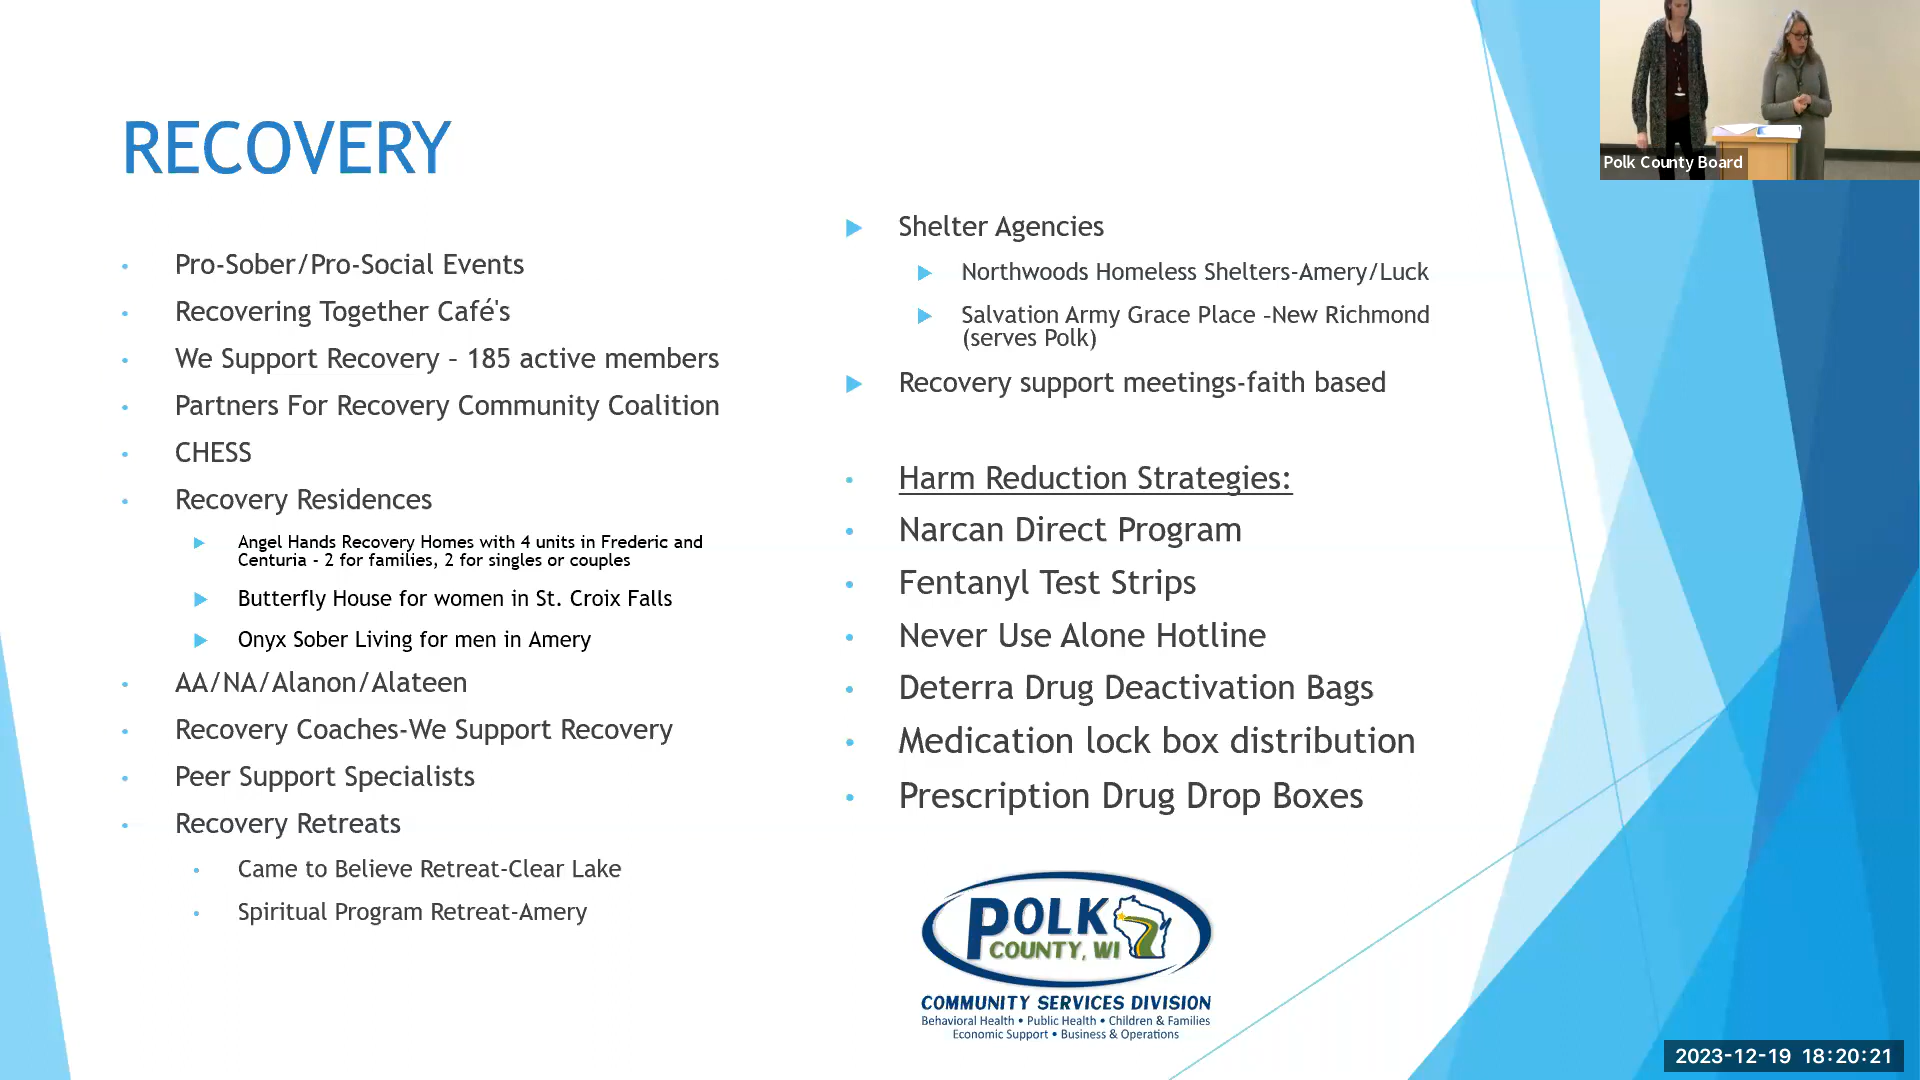 RECOVERY
Pro-Sober/Pro-Social Events
Recovering Together Café's
We Support Recovery – 185 active members
Partners For Recovery Community Coalition
CHESS
Recovery Residences
Angel Hands Recovery Homes with 4 units in Frederic and
Centuria - 2 for families, 2 for singles or couples
Butterfly House for women in St. Croix Falls
Onyx Sober Living for men in Amery
AA/NA/Alanon/Alateen
Recovery Coaches-We Support Recovery
Peer Support Specialists
Recovery Retreats
Came to Believe Retreat-Clear Lake
Spiritual Program Retreat-Amery
Shelter Agencies
Northwoods Homeless Shelters-Amery/Luck
Salvation Army Grace Place –New Richmond
(serves Polk)
Recovery support meetings-faith based
Harm Reduction Strategies:
Narcan Direct Program
Fentanyl Test Strips
Never Use Alone Hotline
Deterra Drug Deactivation Bags
Medication lock box distribution
Prescription Drug Drop Boxes
POLK
COUNTY, WI
COMMUNITY SERVICES DIVISION
Behavioral Health • Public Health • Children & Families
Economic Support • Business & Operations
Polk County Board
2023-12-19 18:20:21